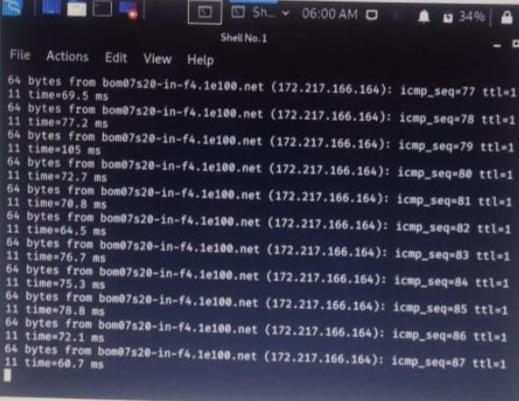 Sh... 06:00 AM 34%
Shell No. 1
File Actions Edit View Help
64 bytes from bom07s20-in-f4.1e100.net (172.217.166.164): icmp_seq=77 ttl=1
11 time=69.5 ms
64 bytes from bom07s20-in-f4.1e100.net (172.217.166.164): icmp_seq=78 ttl=1
11 time=77.2 ms
64 bytes from bom07s20-in-f4.1e100.net (172.217.166.164): icmp_seq=79 ttl=1
11 time=105 ms
64 bytes from bom07s20-in-f4.1e100.net (172.217.166.164): icmp_seq=80 ttl=1
11 time=72.7 ms
64 bytes from bom07s20-in-f4.1e100.net (172.217.166.164): icmp_seq=81 ttl=1
11 time=70.8 ms
64 bytes from bom07s20-in-f4.1e100.net (172.217.166.164): icmp_seq=82 ttl=1
11 time=64.5 ms
64 bytes from bom07s20-in-f4.1e100.net (172.217.166.164): icmp_seq=83 ttl=1
11 time=76.7 ms
64 bytes from bom07s20-in-f4.1e100.net (172.217.166.164): icmp_seq=84 ttl=1
11 time=75.3 ms
64 bytes from bom07s20-in-f4.1e100.net (172.217.166.164): icmp_seq=85 ttl=1
11 time=78.8 ms
64 bytes from bom07s20-in-f4.1e100.net (172.217.166.164): icmp_seq=86 ttl=1
11 time=72.1 ms
64 bytes from bom07s20-in-f4.1e100.net (172.217.166.164): icmp_seq=87 ttl=1
11 time=60.7 ms